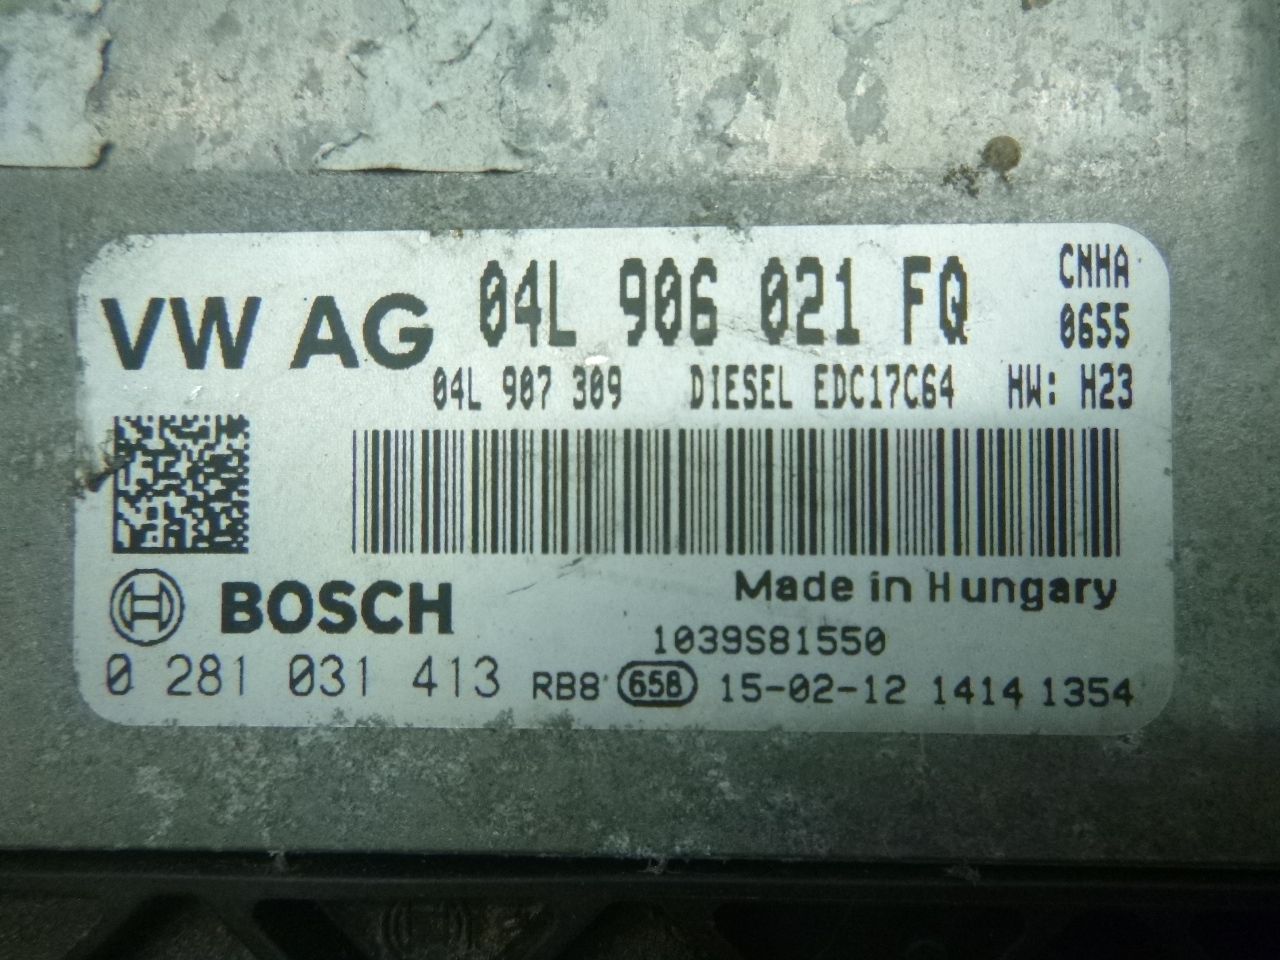 VW AG 04L 906 021 FQ CNHA
0655
04L 907 309 DIESEL EDC17C64 HW: H23
BOSCH Made in Hungary
1039S81550
0 281 031 413 RB8 658 15-02-12 1414 1354